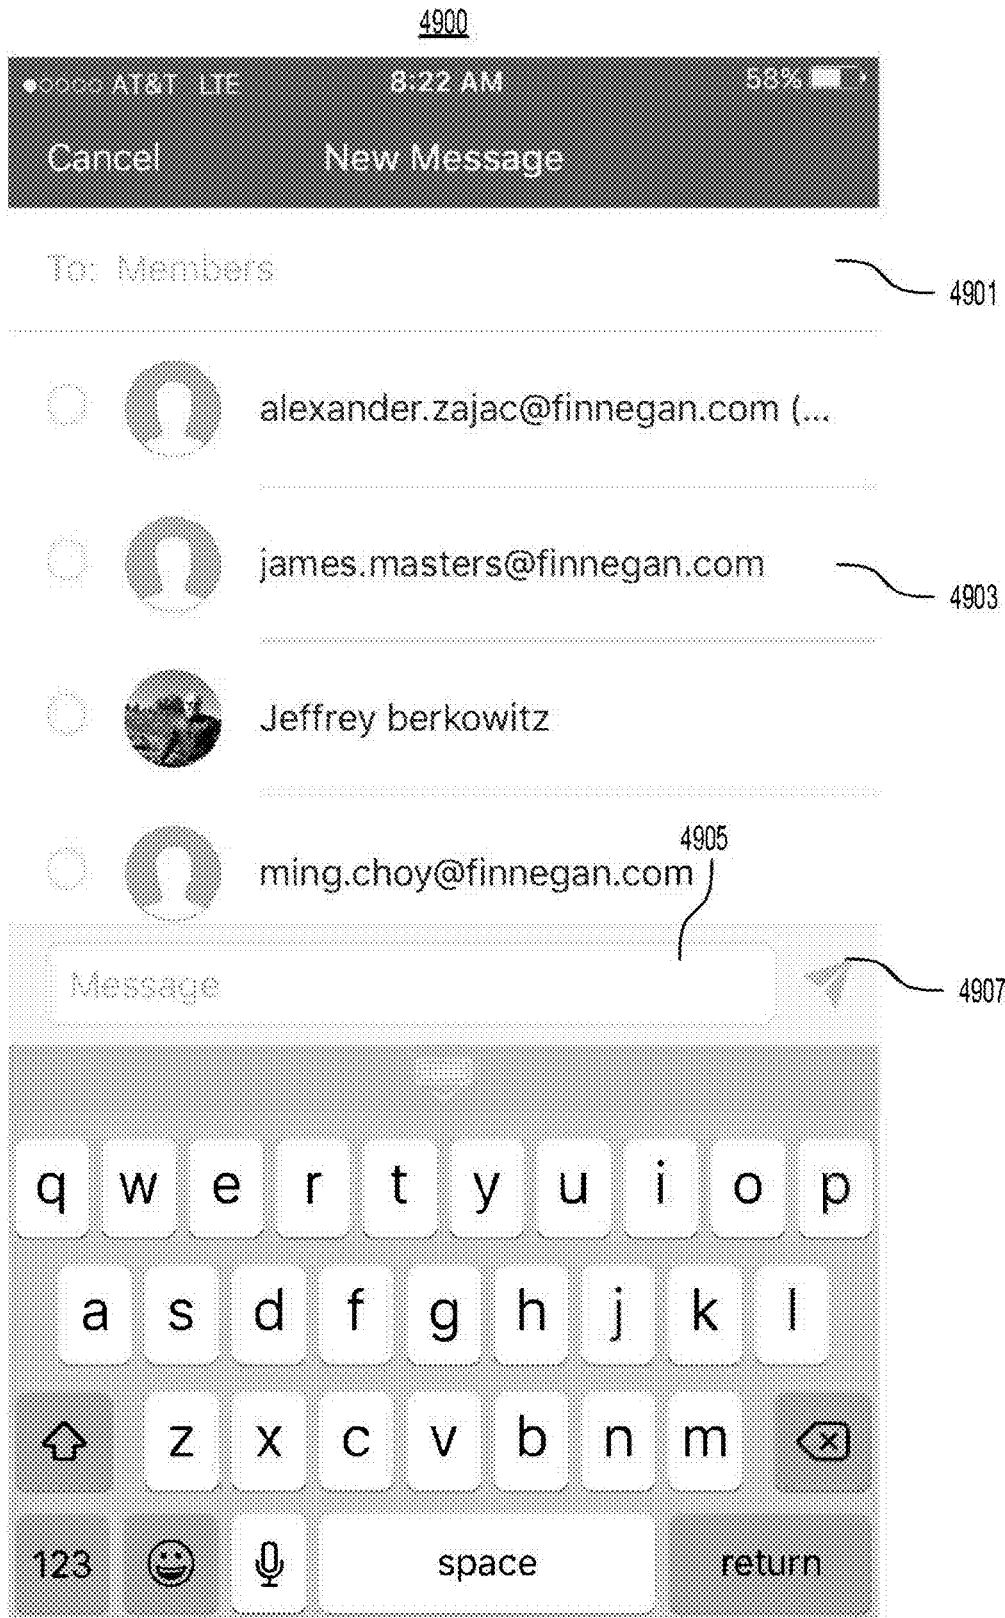 4900
AT&T LTE 8:22 AM 58%
Cancel New Message
To: Members
4901
alexander.zajac@finnegan.com (...
james.masters@finnegan.com
4903
Jeffrey berkowitz
4905
ming.choy@finnegan.com
Message
4907
q w e r t y u i o p
a s d f g h j k l
z x c v b n m
123 space return